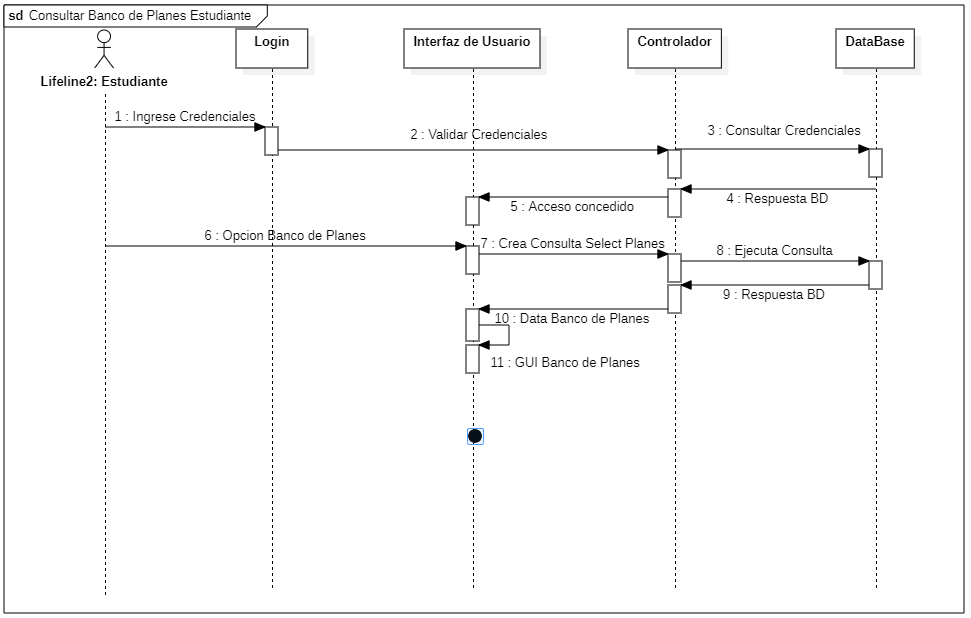 sd Consultar Banco de Planes Estudiante
Login
Interfaz de Usuario
Controlador
DataBase
Lifeline2: Estudiante
1 : Ingrese Credenciales
2 : Validar Credenciales
3 : Consultar Credenciales
4 : Respuesta BD
5 : Acceso concedido
6 : Opcion Banco de Planes
7 : Crea Consulta Select Planes
8 : Ejecuta Consulta
9 : Respuesta BD
10 : Data Banco de Planes
11 : GUI Banco de Planes